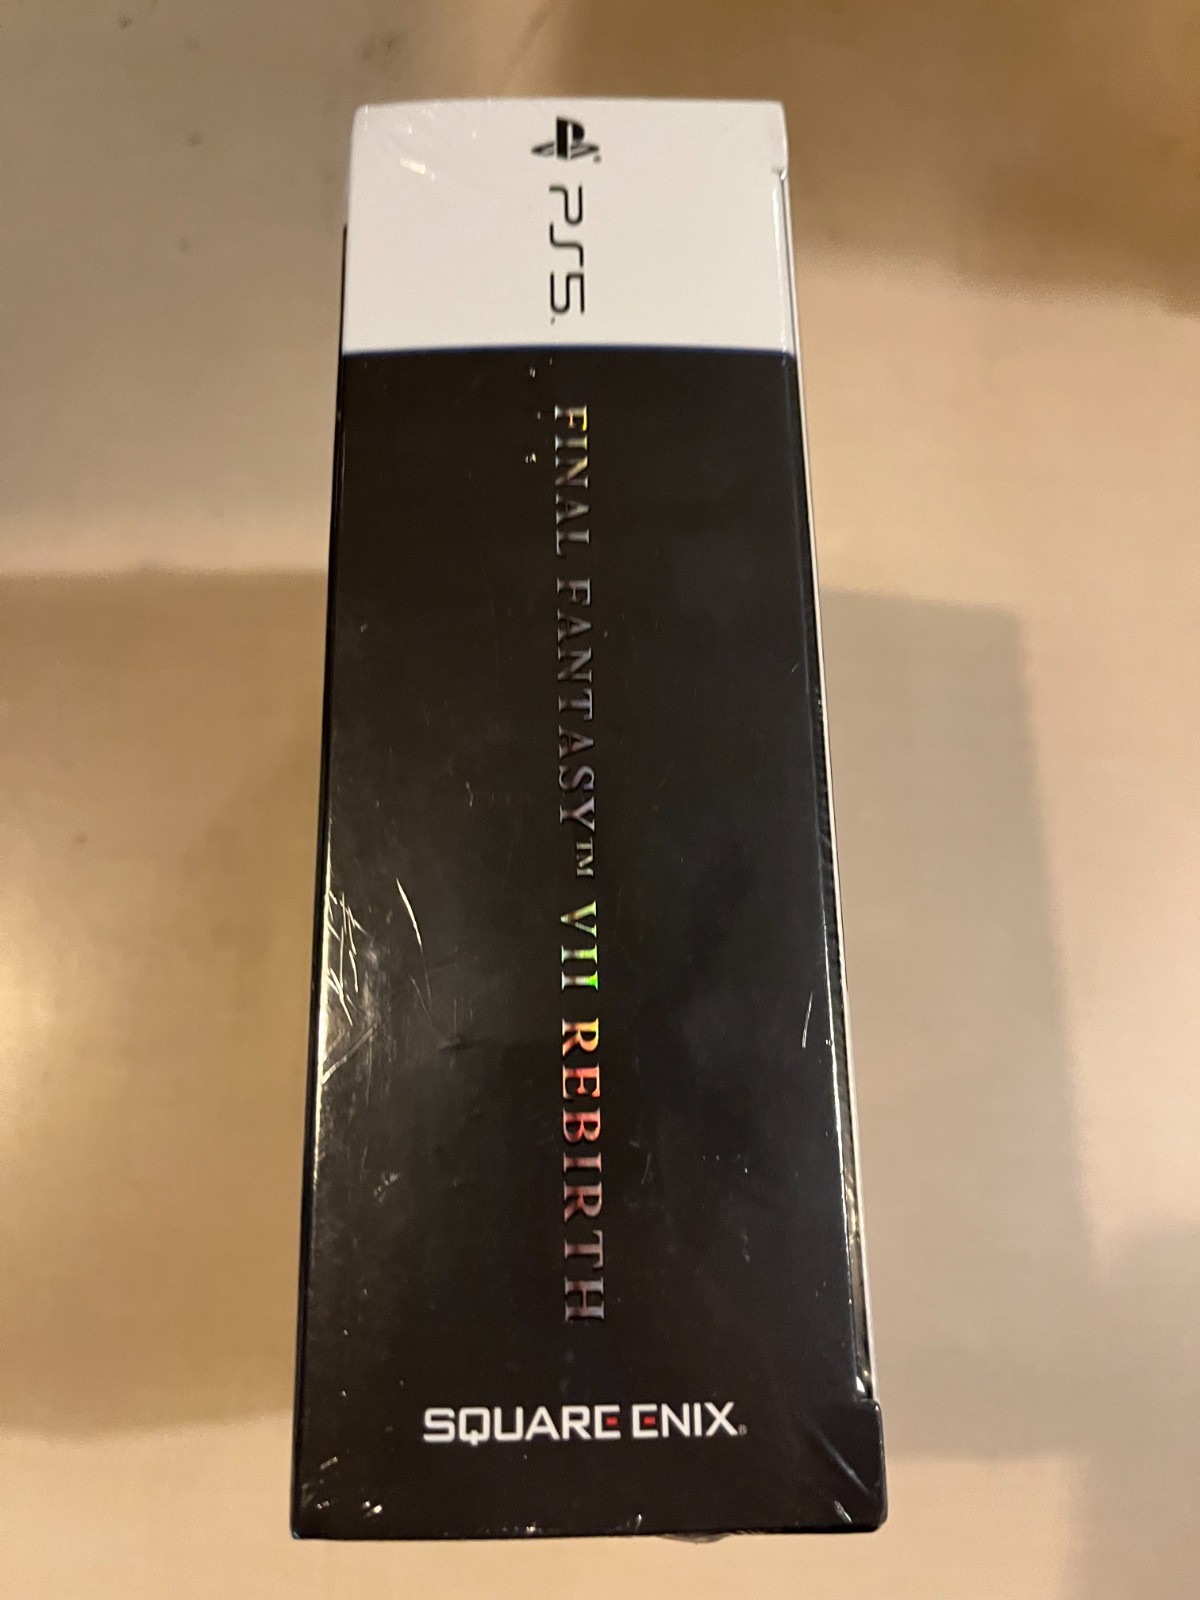 PS5
FINAL FANTASY™ VII REBIRTH
SQUARE ENIX®